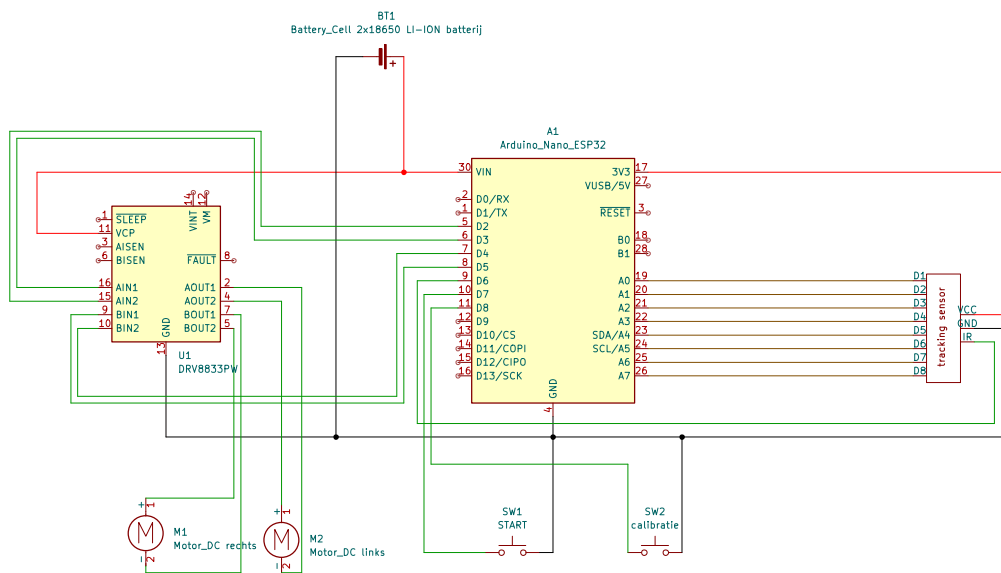 BT1
Battery_Cell 2x18650 LI-ION batterij
+
A1
Arduino_Nano_ESP32
30 VIN
3V3 17
VUSB/5V 27
2 D0/RX
1 D1/TX
RESET 3
5 D2
6 D3
B0 18
7 D4
B1 28
8 D5
9 D6
A0 19
10 D7
A1 20
11 D8
A2 21
12 D9
A3 22
13 D10/CS
SDA/A4 23
14 D11/COPI
SCL/A5 24
15 D12/CIPO
A6 25
16 D13/SCK
A7 26
GND
4
14 12
VINT VM
1 SLEEP
11 VCP
3 AISEN
6 BISEN
FAULT 8
16 AIN1
AOUT1 2
15 AIN2
AOUT2 4
9 BIN1
BOUT1 7
10 BIN2
BOUT2 5
GND
13
U1
DRV8833PW
D1
D2
D3
D4
D5
D6
D7
D8
tracking sensor
VCC
GND
IR
+ 1
M
M1
Motor_DC rechts
- 2
+ 1
M
M2
Motor_DC links
- 2
SW1
START
SW2
calibratie